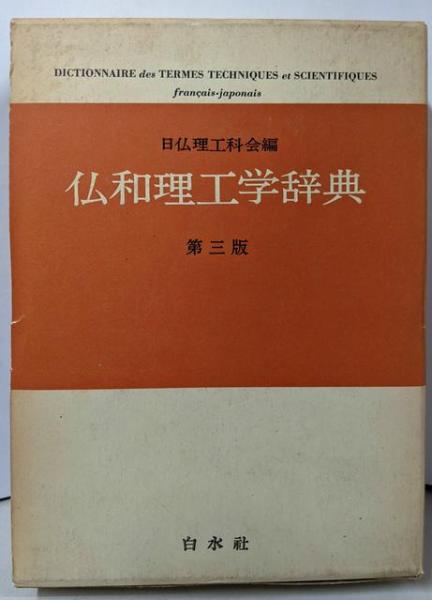 DICTIONNAIRE des TERMES TECHNIQUES et SCIENTIFIQUES
français-japonais
日仏理工科会編
仏和理工学辞典
第三版
白水社